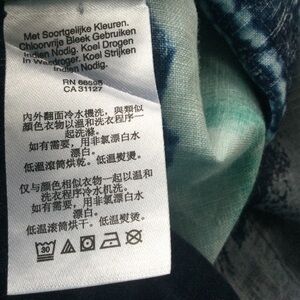 Met Soortgelijke Kleuren.
Chloorvrije Bleek Gebruiken
Indien Nodig. Koel Drogen
In Wasdroger. Koel Strijken
Indien Nodig.
RN 66595
CA 31127
內外翻面冷水機洗，與類似
顏色衣物以溫和洗衣程序一
起洗滌。
如有需要，用非氯漂白水
漂白。
低溫滾筒烘乾。低溫熨燙。
仅与颜色相似衣物一起以温和
洗衣程序冷水机洗。
如有需要，用非氯漂白水
漂白。
低温滚筒烘干。低温熨烫。
30